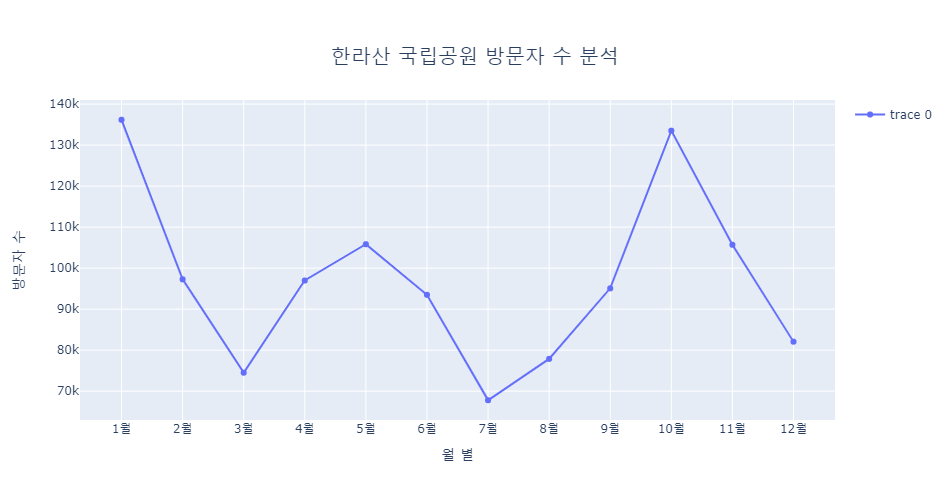 한라산 국립공원 방문자 수 분석
trace 0
140k
130k
120k
110k
100k
90k
80k
70k
방문자 수
1월 2월 3월 4월 5월 6월 7월 8월 9월 10월 11월 12월
월 별